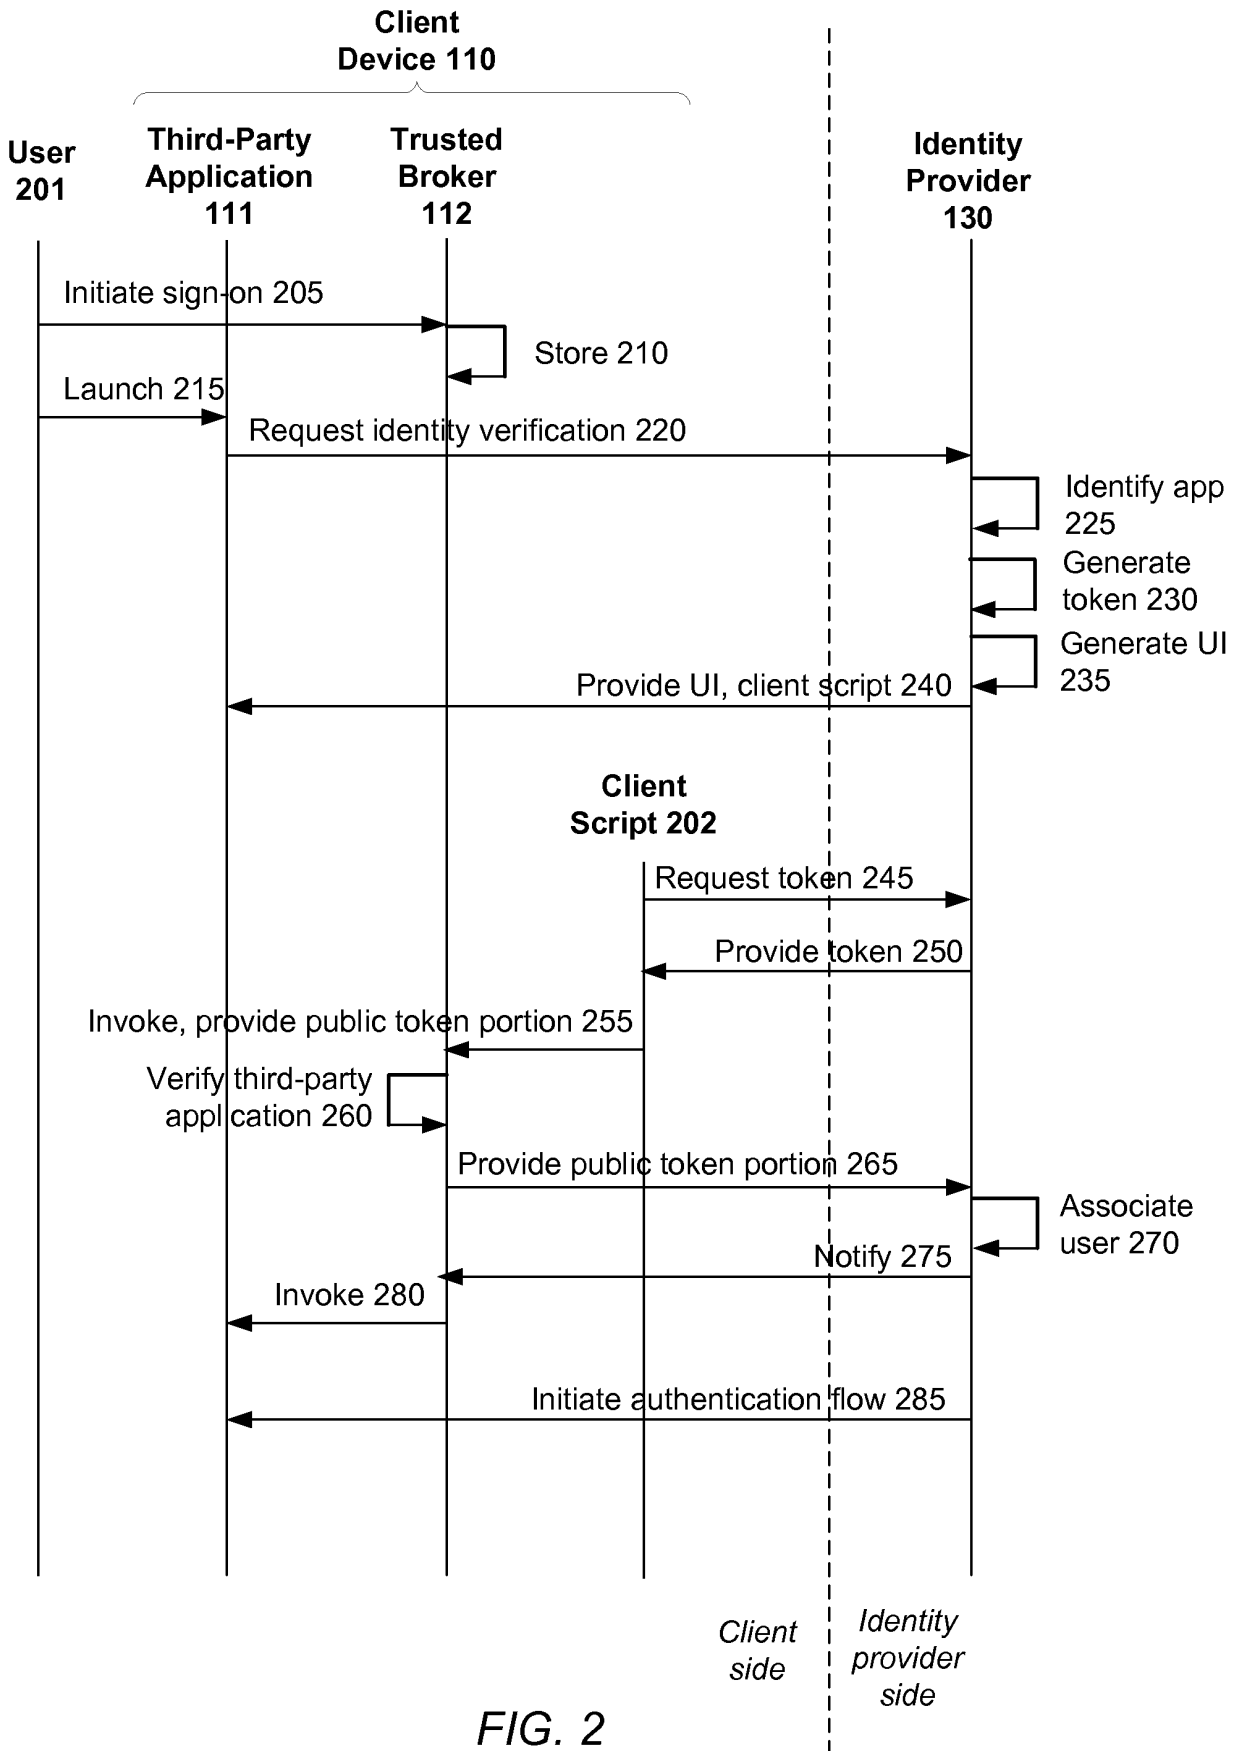 Client
Device 110
User
201
Third-Party
Application
111
Trusted
Broker
112
Identity
Provider
130
Initiate sign-on 205
Store 210
Launch 215
Request identity verification 220
Identify app
225
Generate
token 230
Generate UI
235
Provide UI, client script 240
Client
Script 202
Request token 245
Provide token 250
Invoke, provide public token portion 255
Verify third-party
application 260
Provide public token portion 265
Associate
user 270
Notify 275
Invoke 280
Initiate authentication flow 285
Client
side
Identity
provider
side
FIG. 2